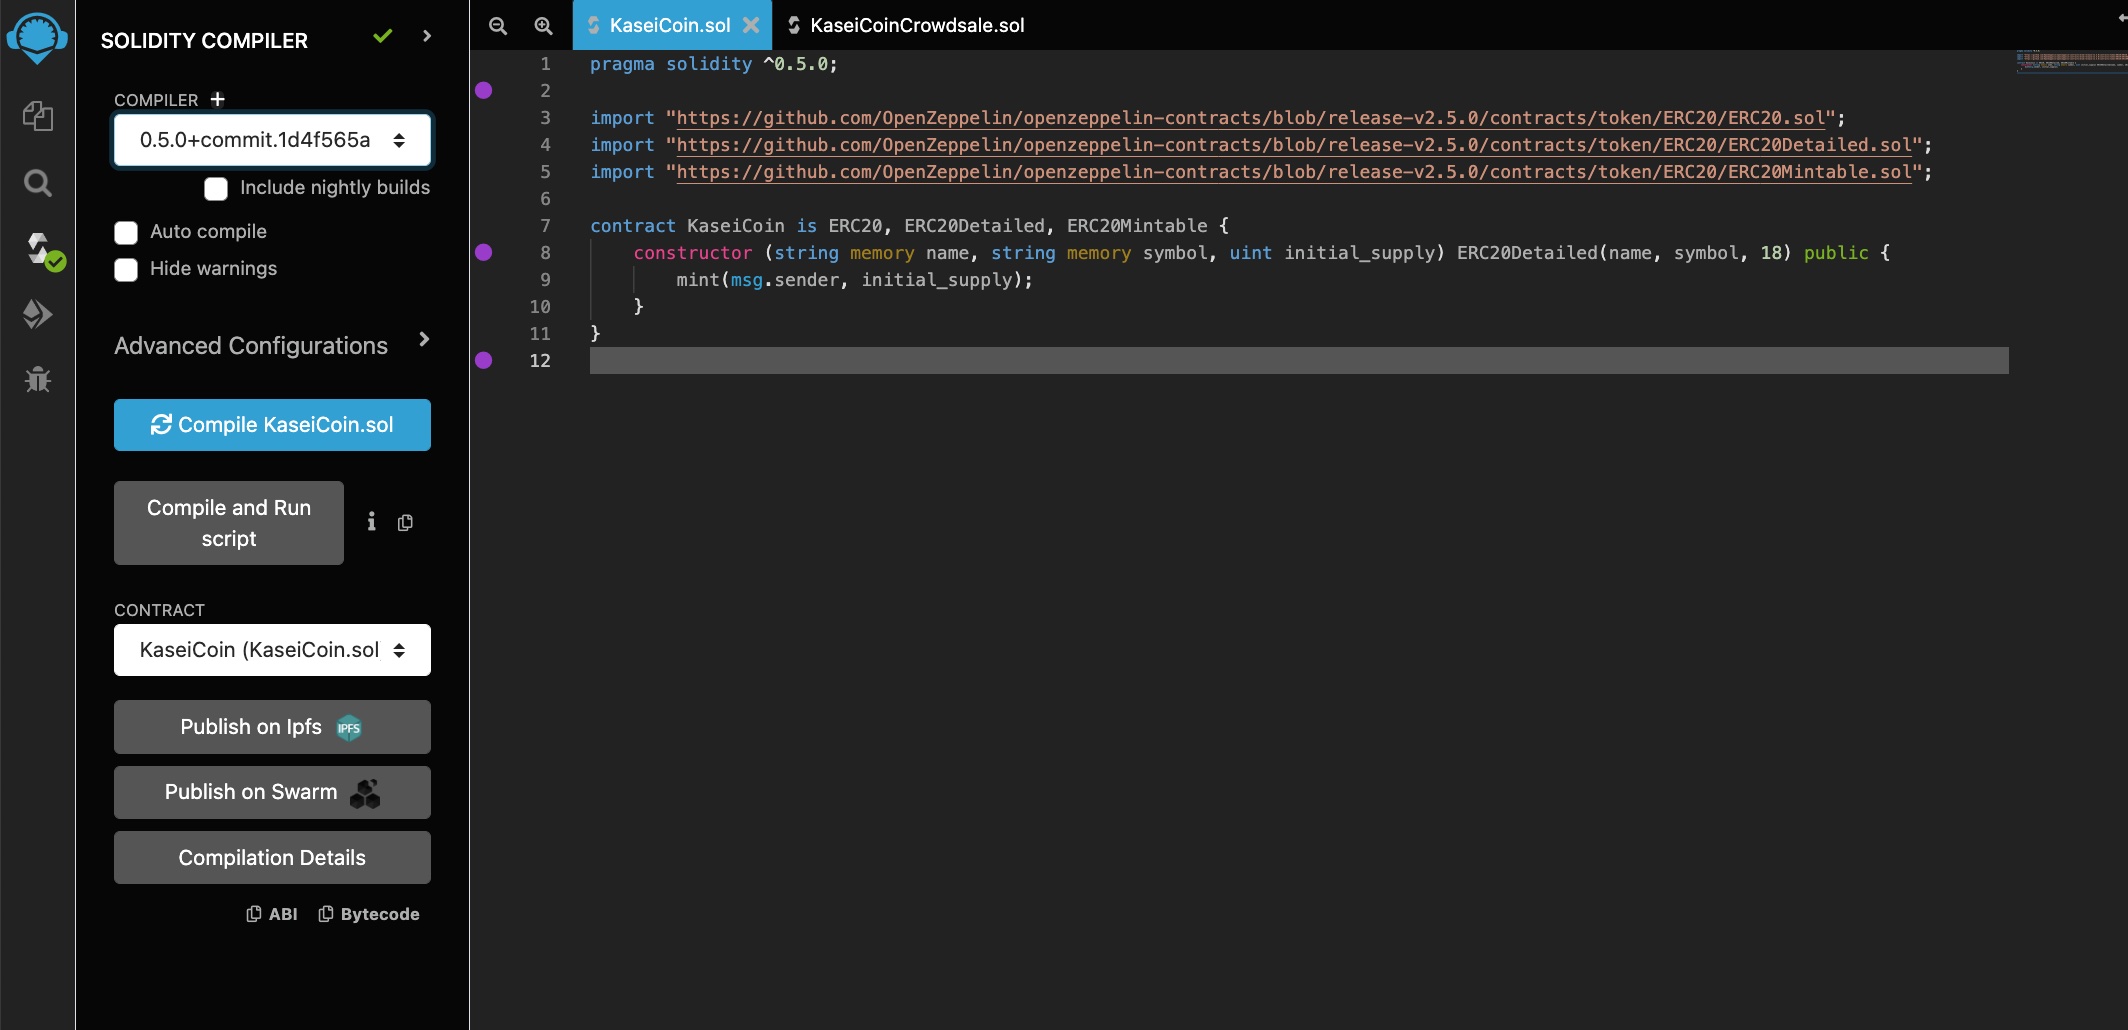 SOLIDITY COMPILER
COMPILER +
0.5.0+commit.1d4f565a
Include nightly builds
Auto compile
Hide warnings
Advanced Configurations
Compile KaseiCoin.sol
Compile and Run
script
i
CONTRACT
KaseiCoin (KaseiCoin.sol
Publish on Ipfs
IPFS
Publish on Swarm
Compilation Details
ABI
Bytecode
KaseiCoin.sol
KaseiCoinCrowdsale.sol
1 pragma solidity ^0.5.0;
2
3 import "https://github.com/OpenZeppelin/openzeppelin-contracts/blob/release-v2.5.0/contracts/token/ERC20/ERC20.sol";
4 import "https://github.com/OpenZeppelin/openzeppelin-contracts/blob/release-v2.5.0/contracts/token/ERC20/ERC20Detailed.sol";
5 import "https://github.com/OpenZeppelin/openzeppelin-contracts/blob/release-v2.5.0/contracts/token/ERC20/ERC20Mintable.sol";
6
7 contract KaseiCoin is ERC20, ERC20Detailed, ERC20Mintable {
8 constructor (string memory name, string memory symbol, uint initial_supply) ERC20Detailed(name, symbol, 18) public {
9 mint(msg.sender, initial_supply);
10 }
11 }
12